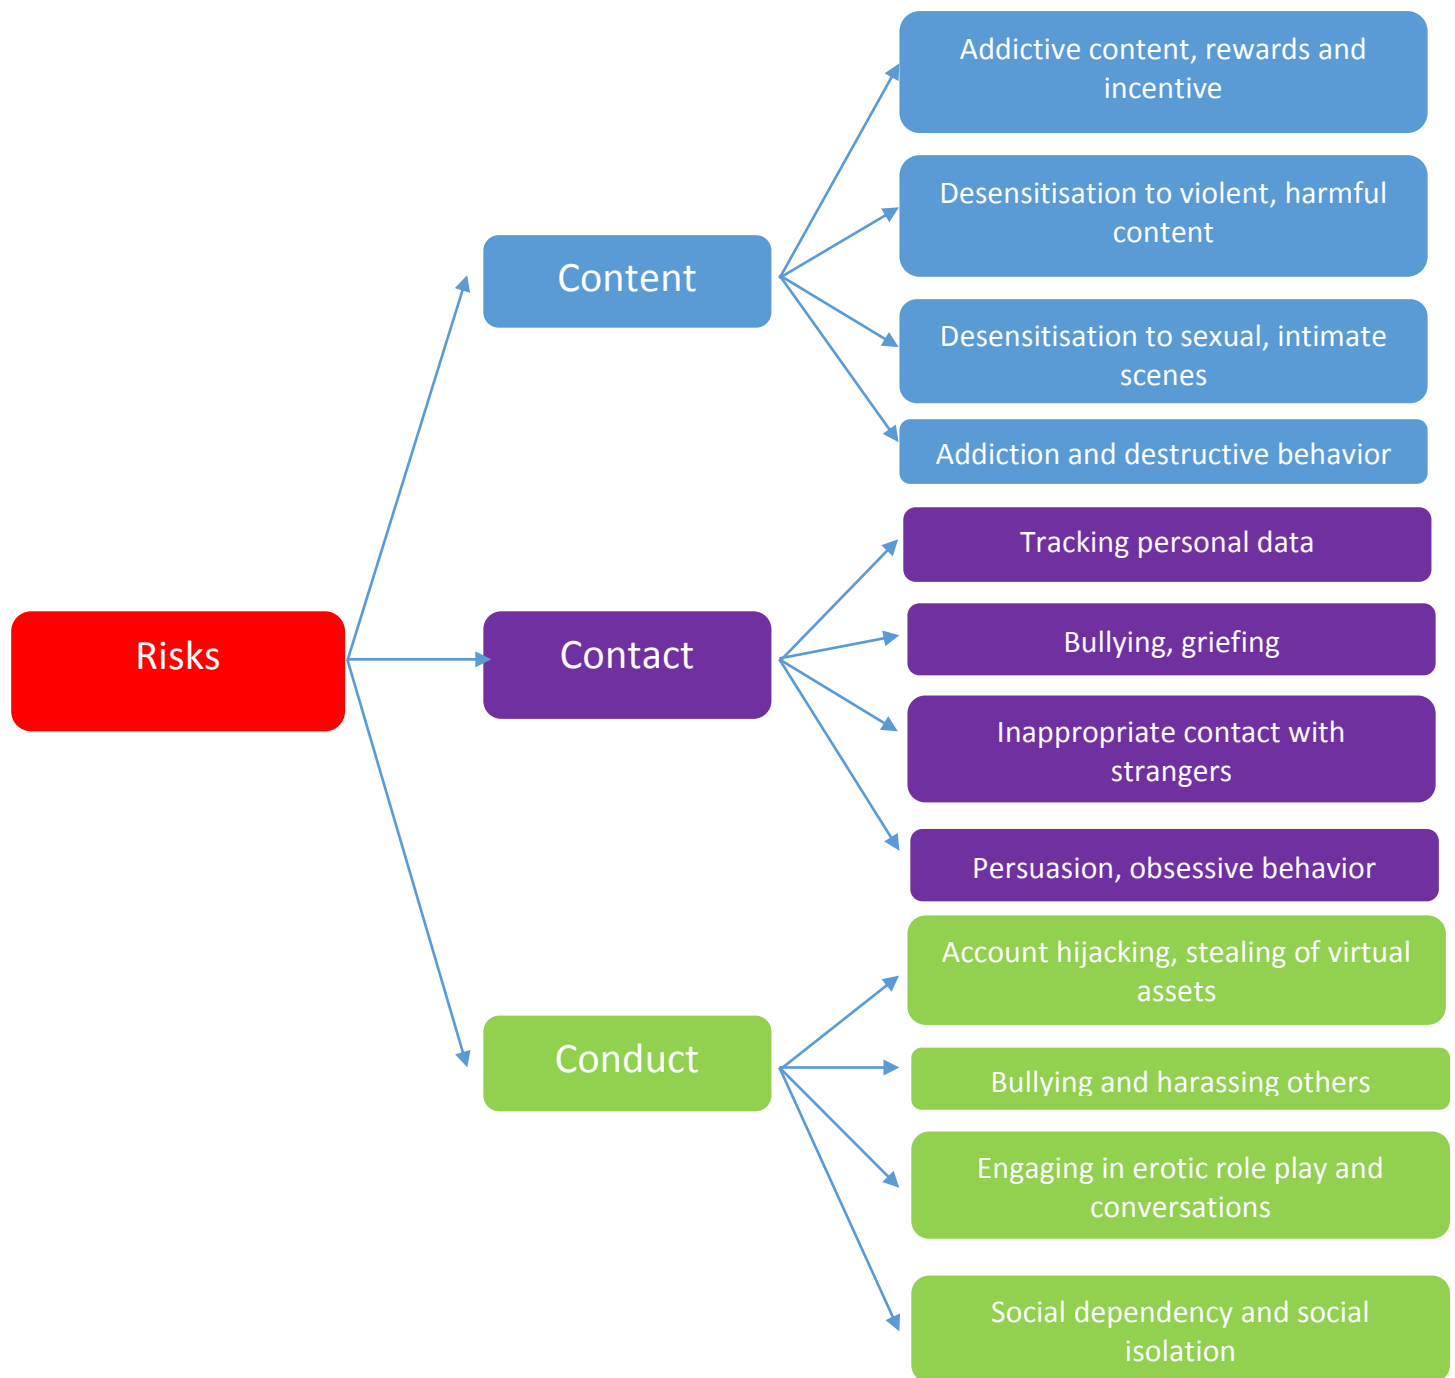 Addictive content, rewards and
incentive
Desensitisation to violent, harmful
content
Content
Desensitisation to sexual, intimate
scenes
Addiction and destructive behavior
Tracking personal data
Risks
Contact
Bullying, griefing
Inappropriate contact with
strangers
Persuasion, obsessive behavior
Account hijacking, stealing of virtual
assets
Conduct
Bullying and harassing others
Engaging in erotic role play and
conversations
Social dependency and social
isolation